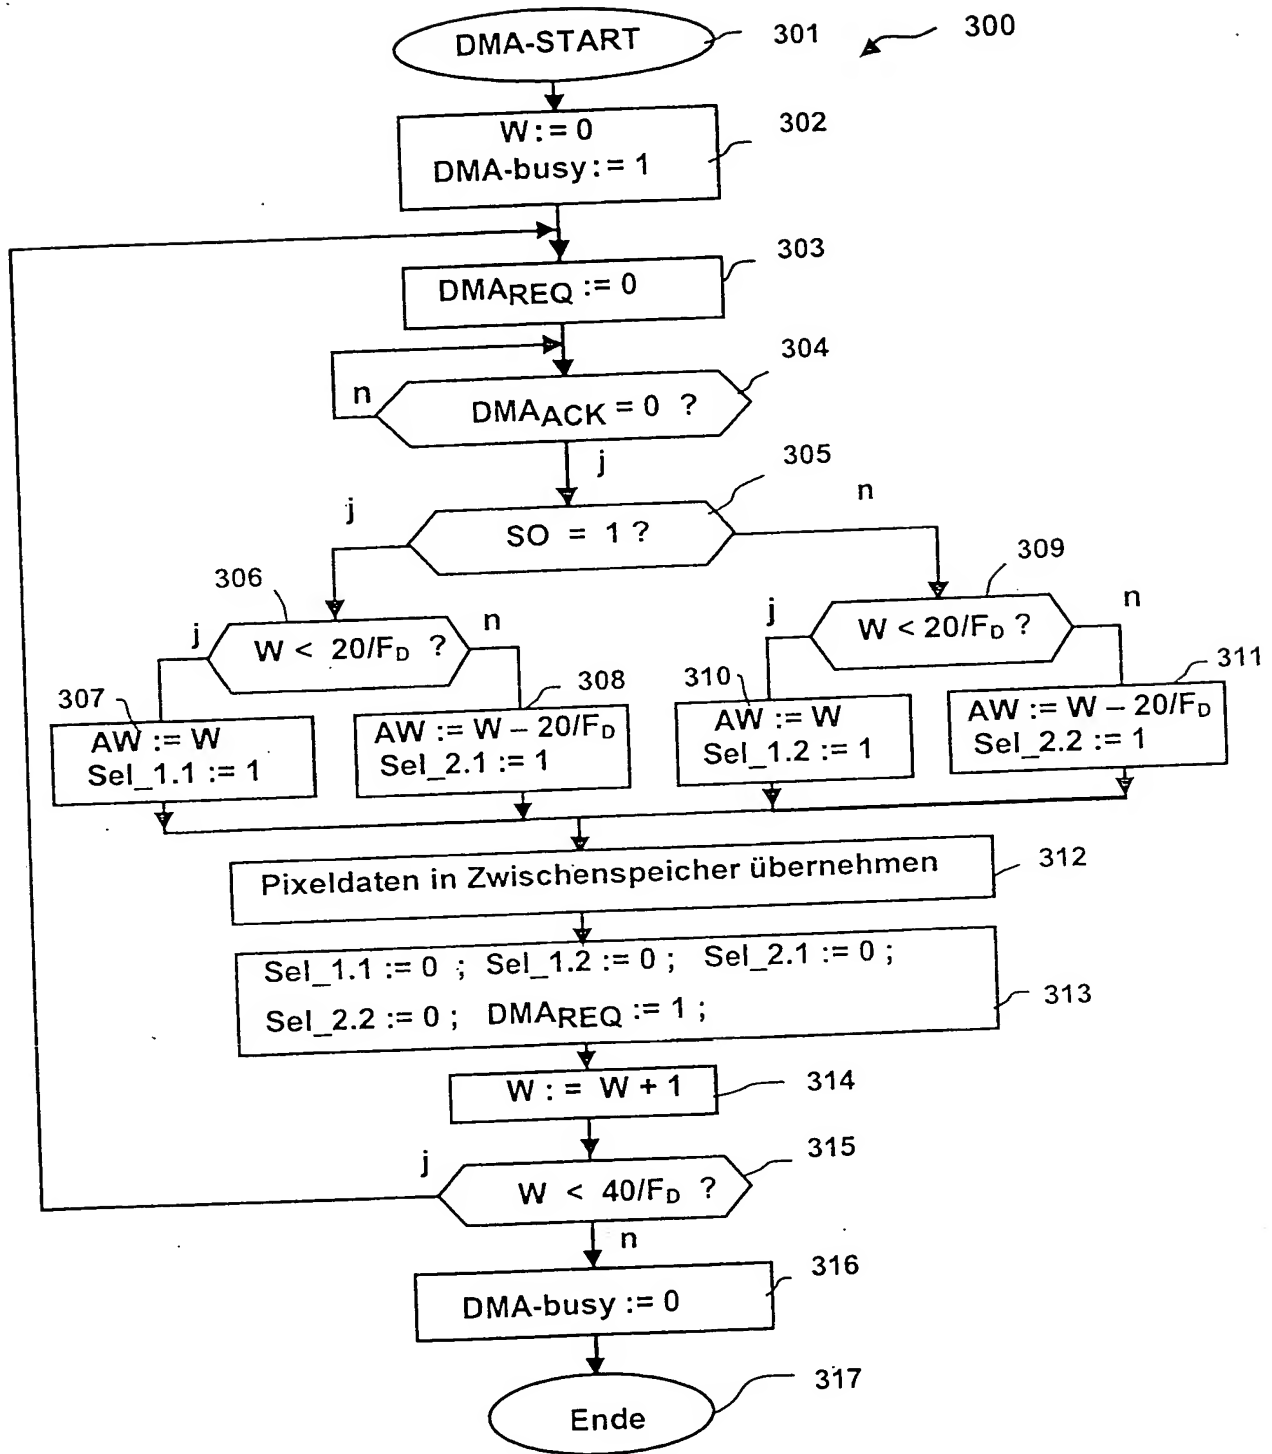 DMA-START
301
300
W := 0
DMA-busy := 1
302
DMAREQ := 0
303
304
n
DMAACK = 0 ?
j
305
j
SO = 1 ?
n
306
309
j
W < 20/FD ?
n
j
W < 20/FD ?
n
307
AW := W
Sel_1.1 := 1
308
AW := W – 20/FD
Sel_2.1 := 1
310
AW := W
Sel_1.2 := 1
311
AW := W – 20/FD
Sel_2.2 := 1
Pixeldaten in Zwischenspeicher übernehmen
312
Sel_1.1 := 0 ; Sel_1.2 := 0 ; Sel_2.1 := 0 ;
Sel_2.2 := 0 ; DMAREQ := 1 ;
313
W : = W + 1
314
315
j
W < 40/FD ?
n
DMA-busy := 0
316
Ende
317